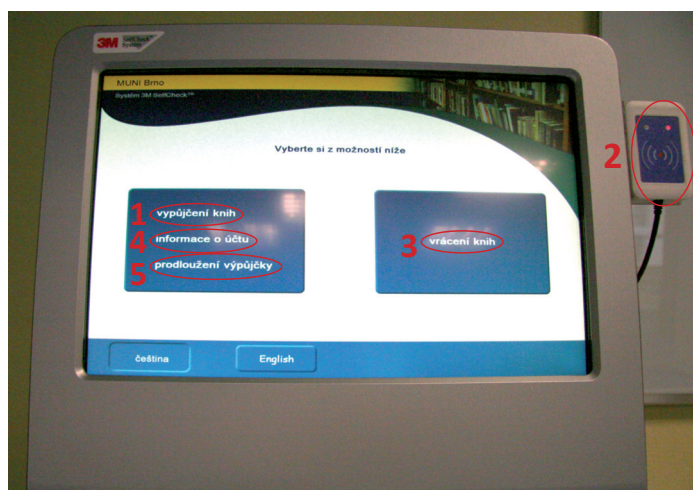 3M SelfCheck™
System
MUNI Brno
Systém 3M SelfCheck™
Vyberte si z možností níže
1 vypůjčení knih
4 informace o účtu
5 prodloužení výpůjčky
3 vrácení knih
2
čeština
English